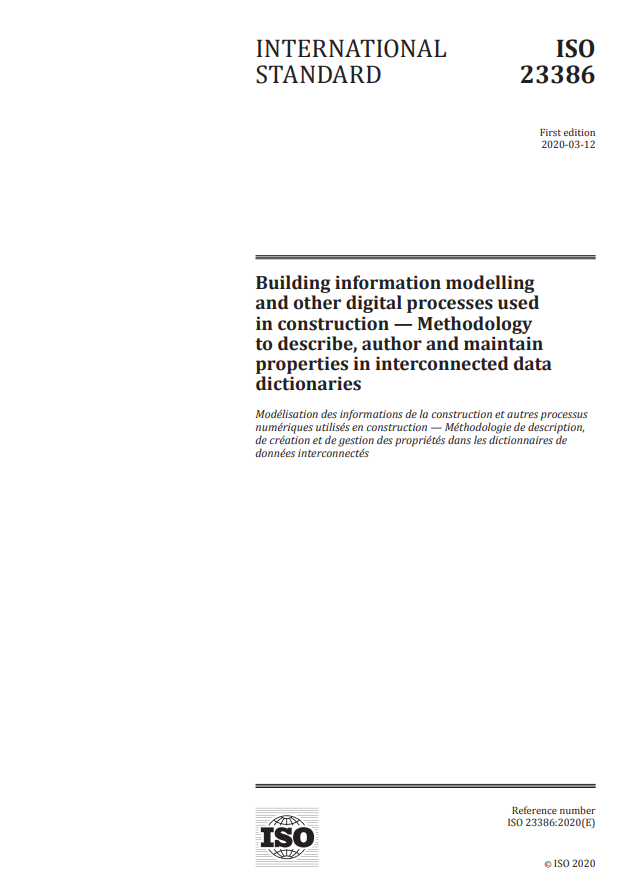 INTERNATIONAL
STANDARD
ISO
23386
First edition
2020-03-12
Building information modelling
and other digital processes used
in construction — Methodology
to describe, author and maintain
properties in interconnected data
dictionaries
Modélisation des informations de la construction et autres processus
numériques utilisés en construction — Méthodologie de description,
de création et de gestion des propriétés dans les dictionnaires de
données interconnectés
ISO
Reference number
ISO 23386:2020(E)
© ISO 2020